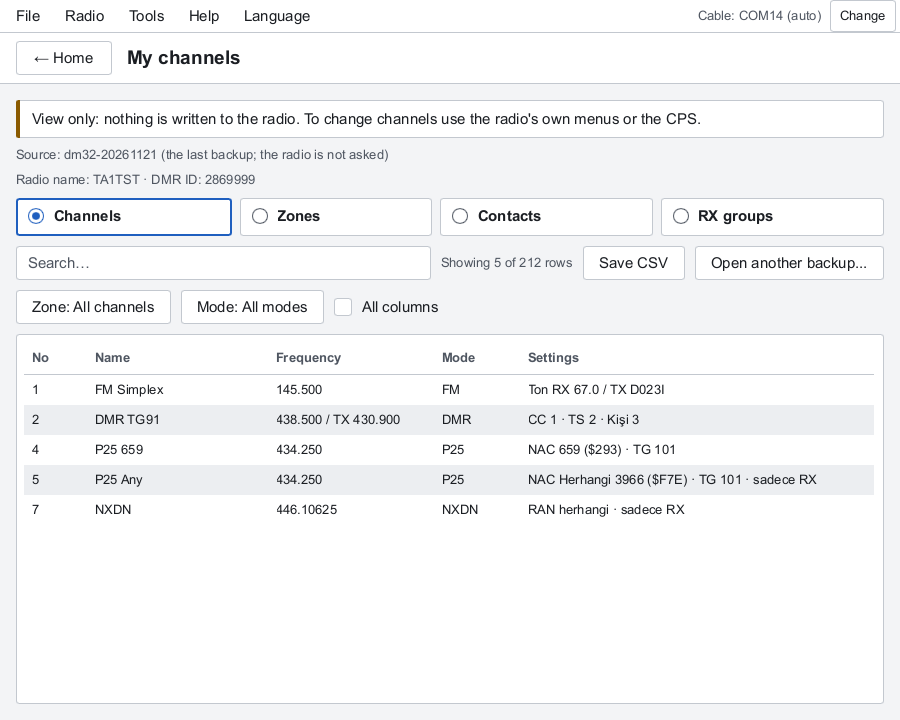 File Radio Tools Help Language Cable: COM14 (auto) Change
← Home My channels
View only: nothing is written to the radio. To change channels use the radio's own menus or the CPS.
Source: dm32-20261121 (the last backup; the radio is not asked)
Radio name: TA1TST · DMR ID: 2869999
Channels Zones Contacts RX groups
Search... Showing 5 of 212 rows Save CSV Open another backup...
Zone: All channels Mode: All modes All columns
No Name Frequency Mode Settings
1 FM Simplex 145.500 FM Ton RX 67.0 / TX D023I
2 DMR TG91 438.500 / TX 430.900 DMR CC 1 · TS 2 · Kişi 3
4 P25 659 434.250 P25 NAC 659 ($293) · TG 101
5 P25 Any 434.250 P25 NAC Herhangi 3966 ($F7E) · TG 101 · sadece RX
7 NXDN 446.10625 NXDN RAN herhangi · sadece RX